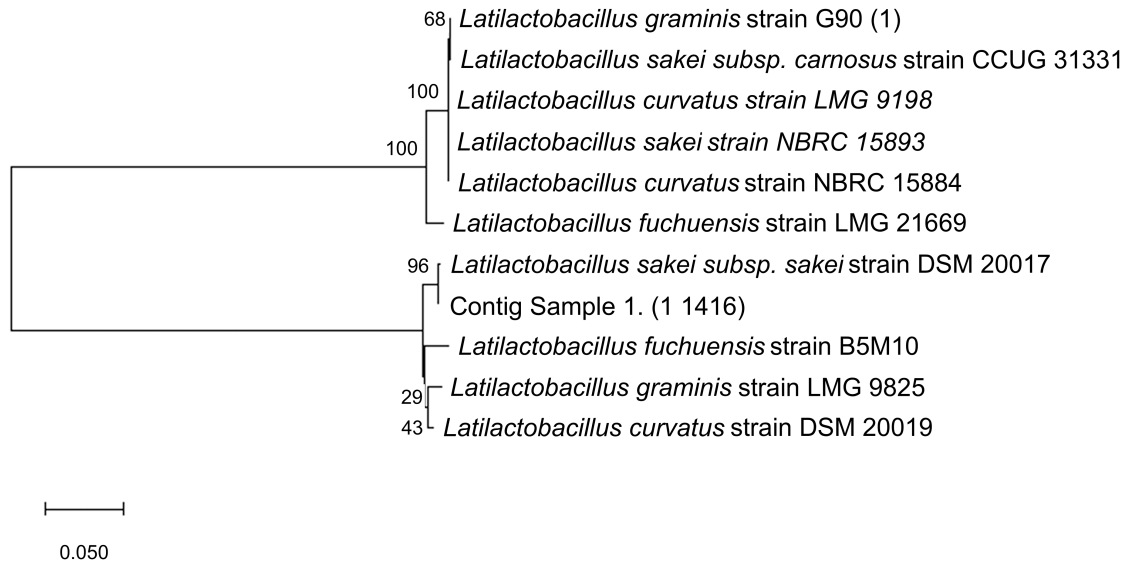 68
Latilactobacillus graminis strain G90 (1)
Latilactobacillus sakei subsp. carnosus strain CCUG 31331
100
Latilactobacillus curvatus strain LMG 9198
100
Latilactobacillus sakei strain NBRC 15893
Latilactobacillus curvatus strain NBRC 15884
Latilactobacillus fuchuensis strain LMG 21669
96
Latilactobacillus sakei subsp. sakei strain DSM 20017
Contig Sample 1. (1 1416)
Latilactobacillus fuchuensis strain B5M10
29
Latilactobacillus graminis strain LMG 9825
43
Latilactobacillus curvatus strain DSM 20019
0.050